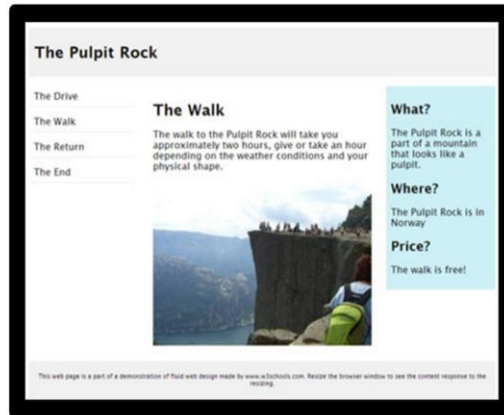 The Pulpit Rock
The Drive
The Walk
The Return
The End
The Walk
The walk to the Pulpit Rock will take you
approximately two hours, give or take an hour
depending on the weather conditions and your
physical shape.
What?
The Pulpit Rock is a
part of a mountain
that looks like a
pulpit.
Where?
The Pulpit Rock is in
Norway
Price?
The walk is free!
This web page is a part of a demonstration of fluid web design made by www.w3schools.com. Resize the browser window to see the content response to the
resizing.